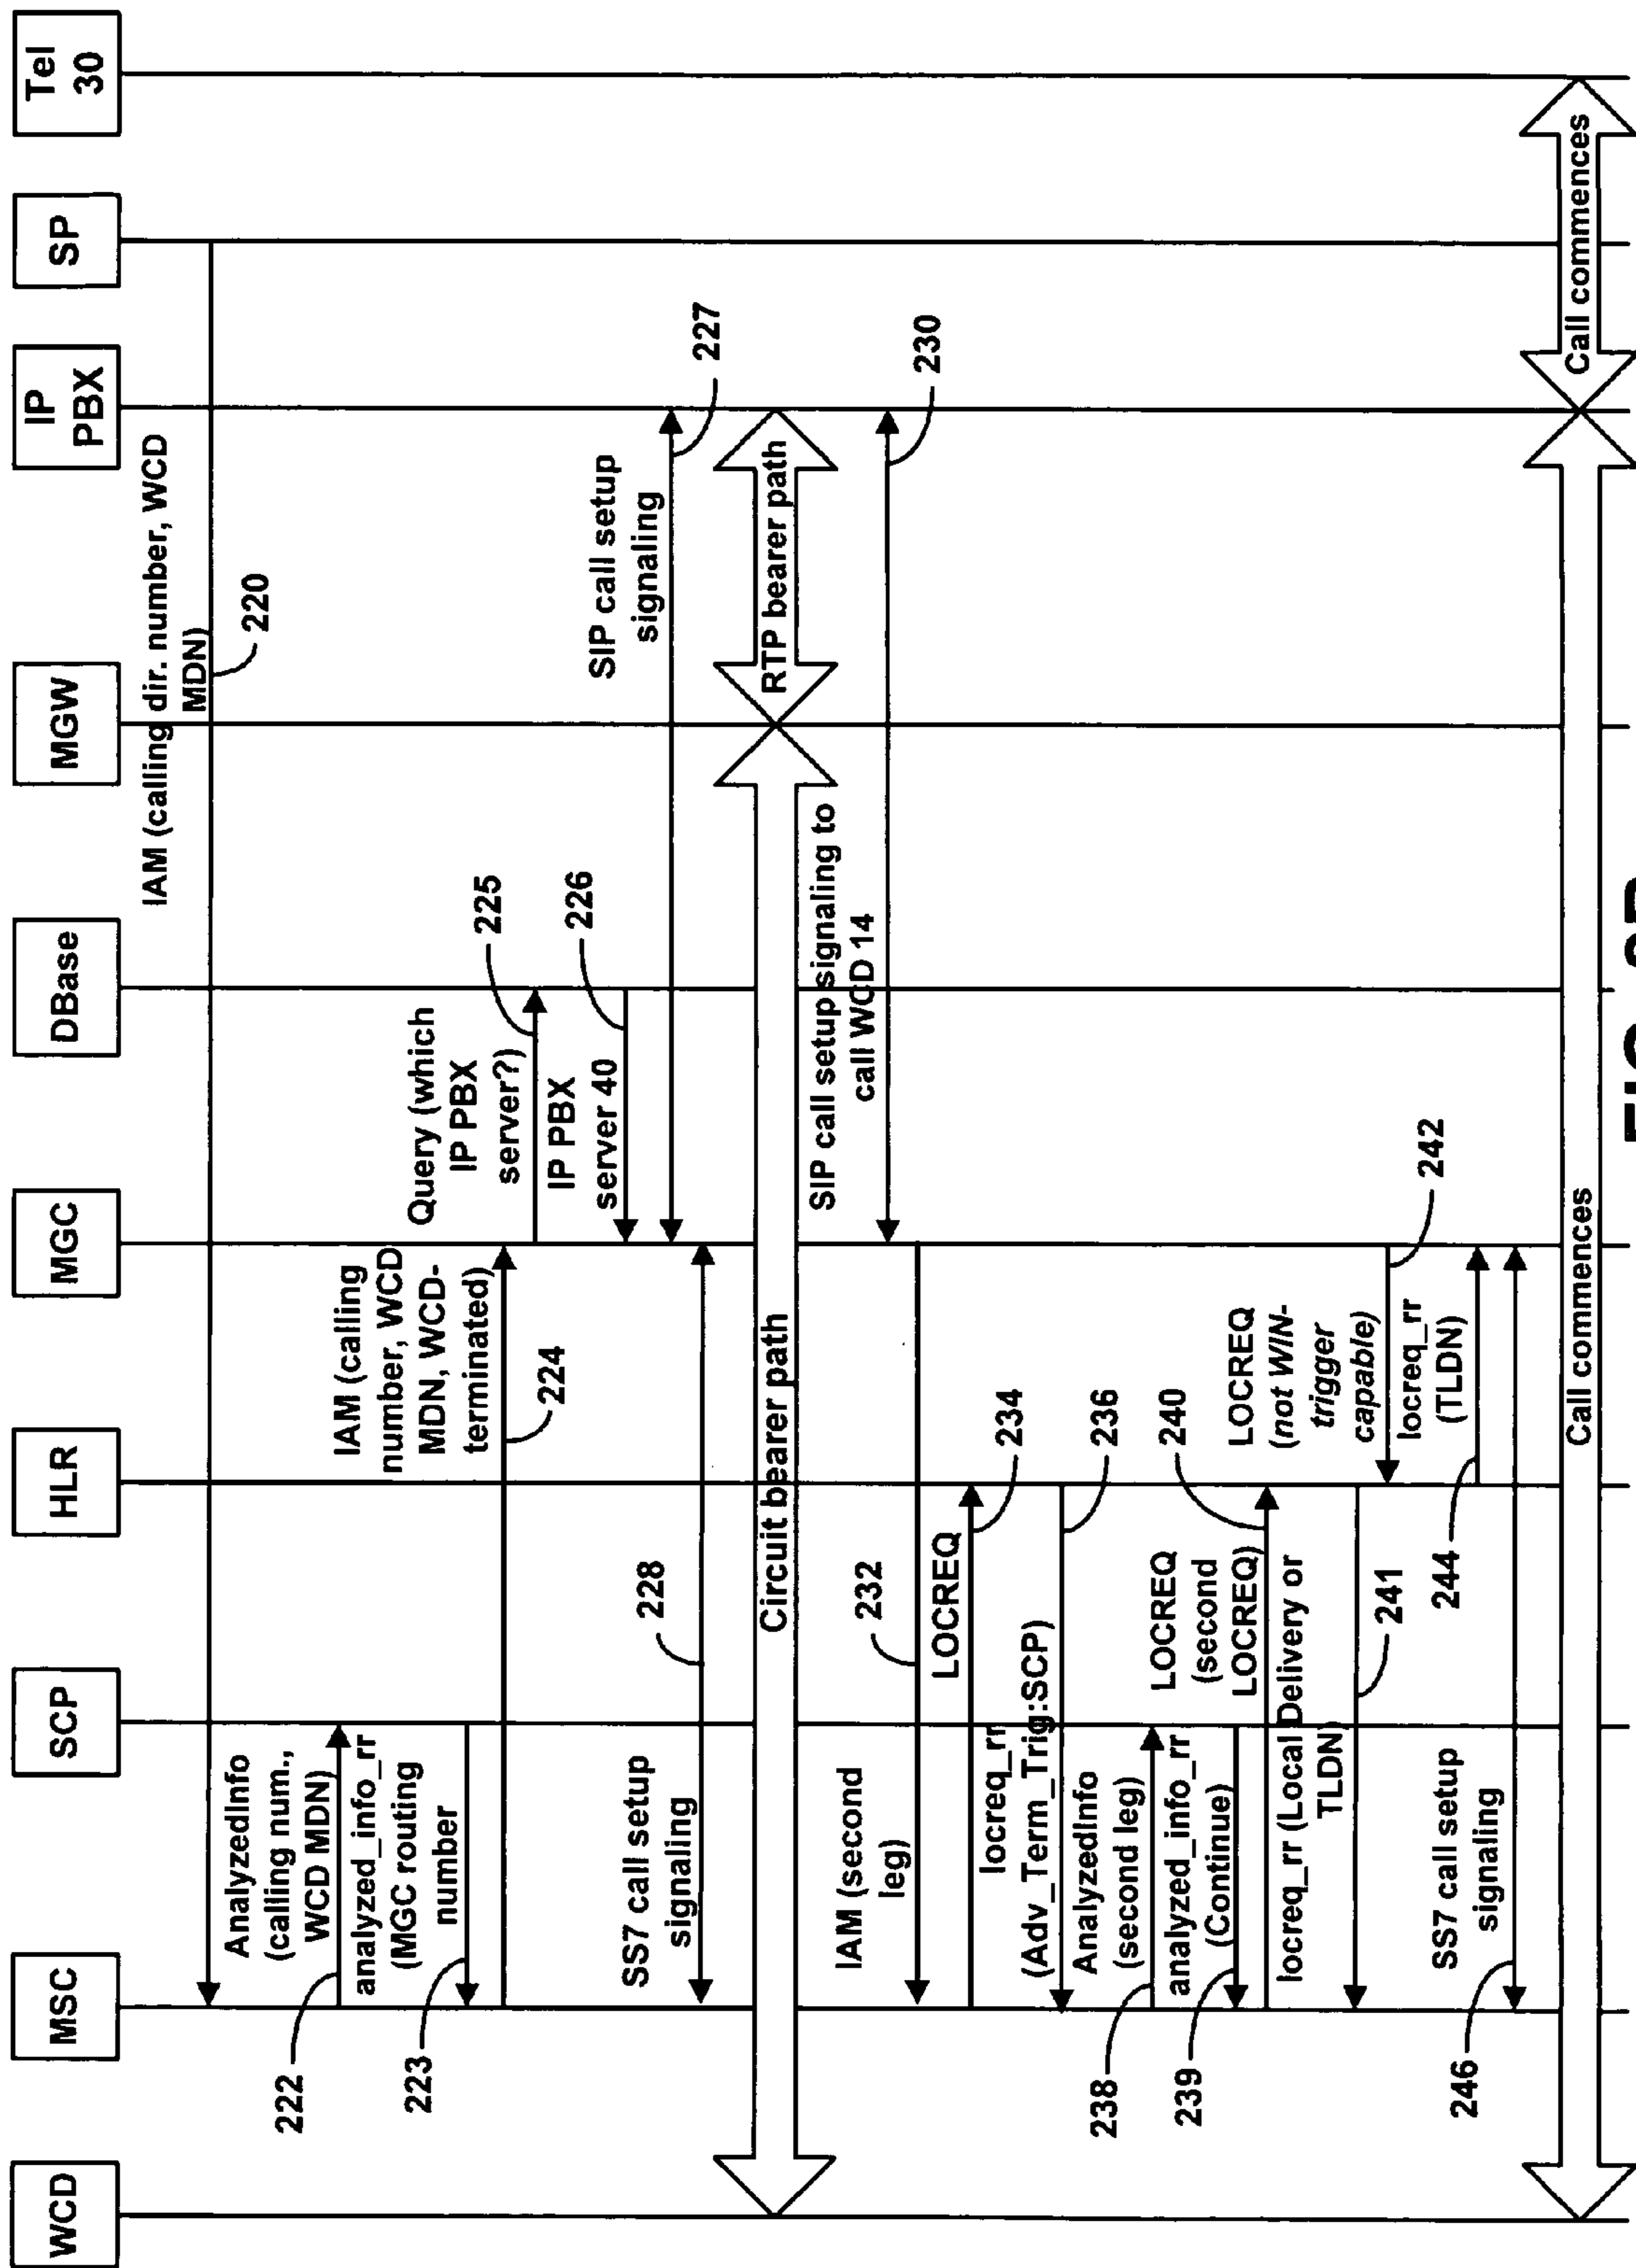 WCD
MSC
SCP
HLR
MGC
DBase
MGW
IP
PBX
SP
Tel
30
IAM (calling dir. number, WCD
MDN)
220
AnalyzedInfo
(calling num.,
WCD MDN)
222
analyzed_info_rr
(MGC routing
number
223
IAM (calling
number, WCD
MDN, WCD-
terminated)
224
Query (which
IP PBX
server?)
225
IP PBX
server 40
226
SIP call setup
signaling
227
SS7 call setup
signaling
228
Circuit bearer path
RTP bearer path
SIP call setup signaling to
call WCD 14
230
IAM (second
leg)
232
LOCREQ
234
locreq_rr
(Adv_Term_Trig:SCP)
236
AnalyzedInfo
(second leg)
238
analyzed_info_rr
(Continue)
239
LOCREQ
(second
LOCREQ)
240
locreq_rr (Local Delivery or
TLDN)
241
LOCREQ
(not WIN-
trigger
capable)
242
locreq_rr
(TLDN)
244
SS7 call setup
signaling
246
Call commences
Call commences